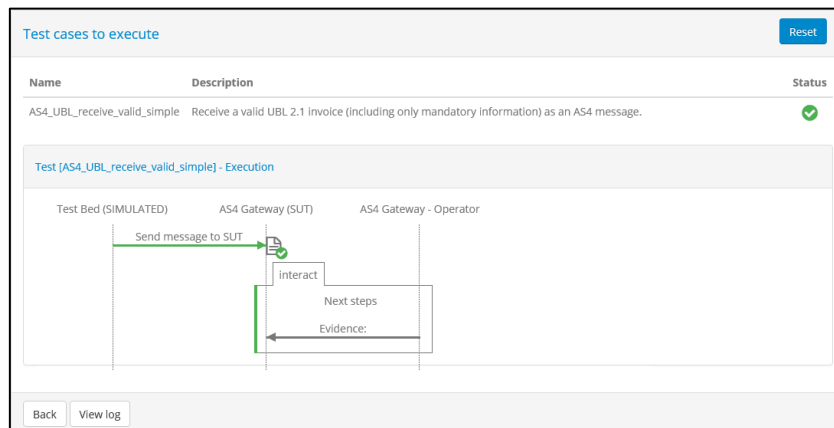 Test cases to execute
Reset
Name Description Status
AS4_UBL_receive_valid_simple Receive a valid UBL 2.1 invoice (including only mandatory information) as an AS4 message.
Test [AS4_UBL_receive_valid_simple] - Execution
Test Bed (SIMULATED) AS4 Gateway (SUT) AS4 Gateway - Operator
Send message to SUT
interact
Next steps
Evidence:
Back View log